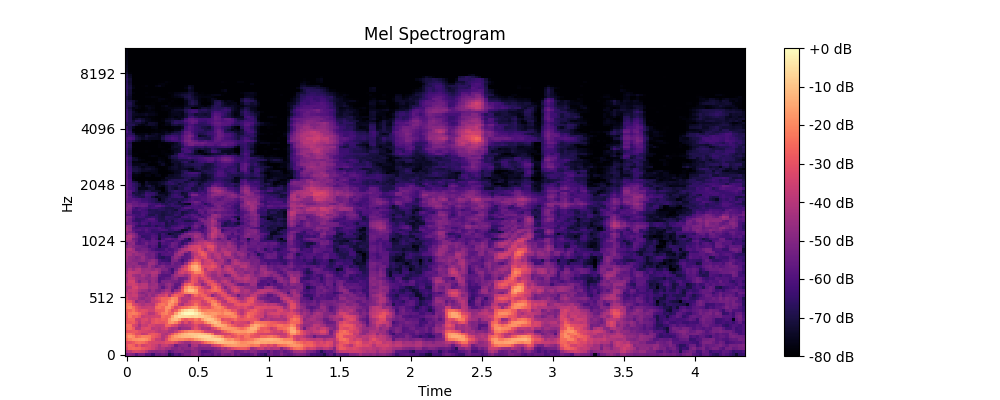 Mel Spectrogram
+0 dB
8192
-10 dB
4096
-20 dB
-30 dB
2048
Hz
-40 dB
1024
-50 dB
-60 dB
512
-70 dB
0
-80 dB
0 0.5 1 1.5 2 2.5 3 3.5 4
Time